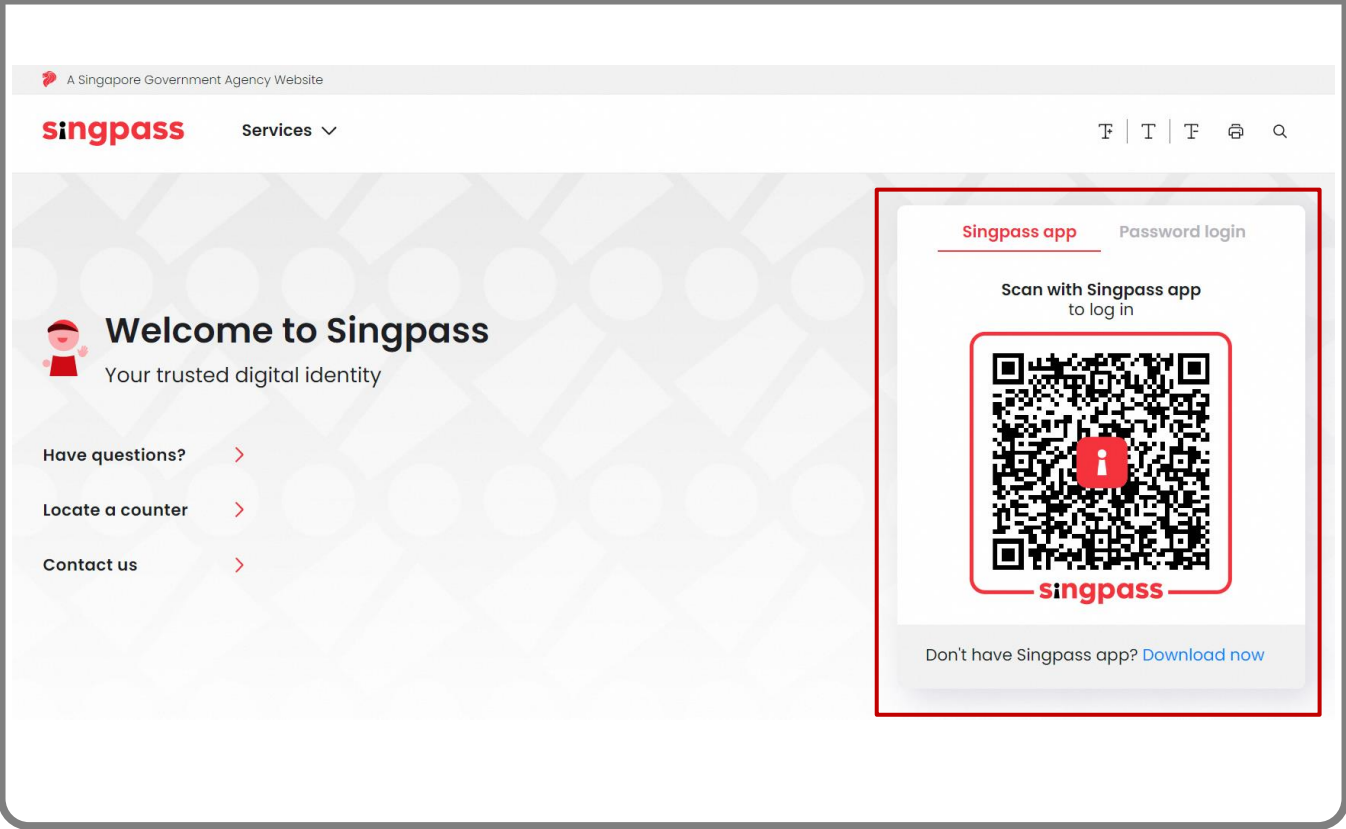 A Singapore Government Agency Website
singpass
Services
Welcome to Singpass
Your trusted digital identity
Have questions?
Locate a counter
Contact us
Singpass app
Password login
Scan with Singpass app
to log in
singpass
Don't have Singpass app? Download now